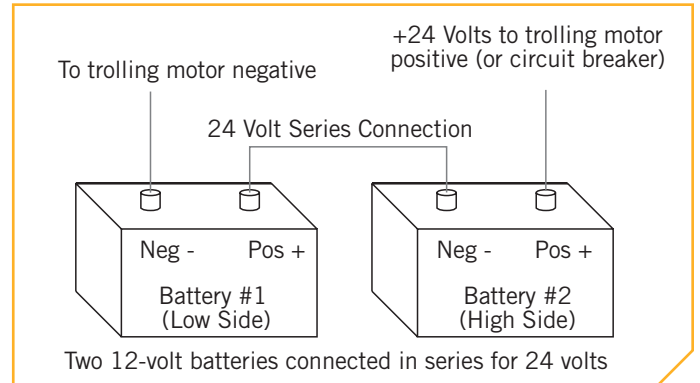 +24 Volts to trolling motor
positive (or circuit breaker)
To trolling motor negative
24 Volt Series Connection
Neg - Pos +
Battery #1
(Low Side)
Neg - Pos +
Battery #2
(High Side)
Two 12-volt batteries connected in series for 24 volts